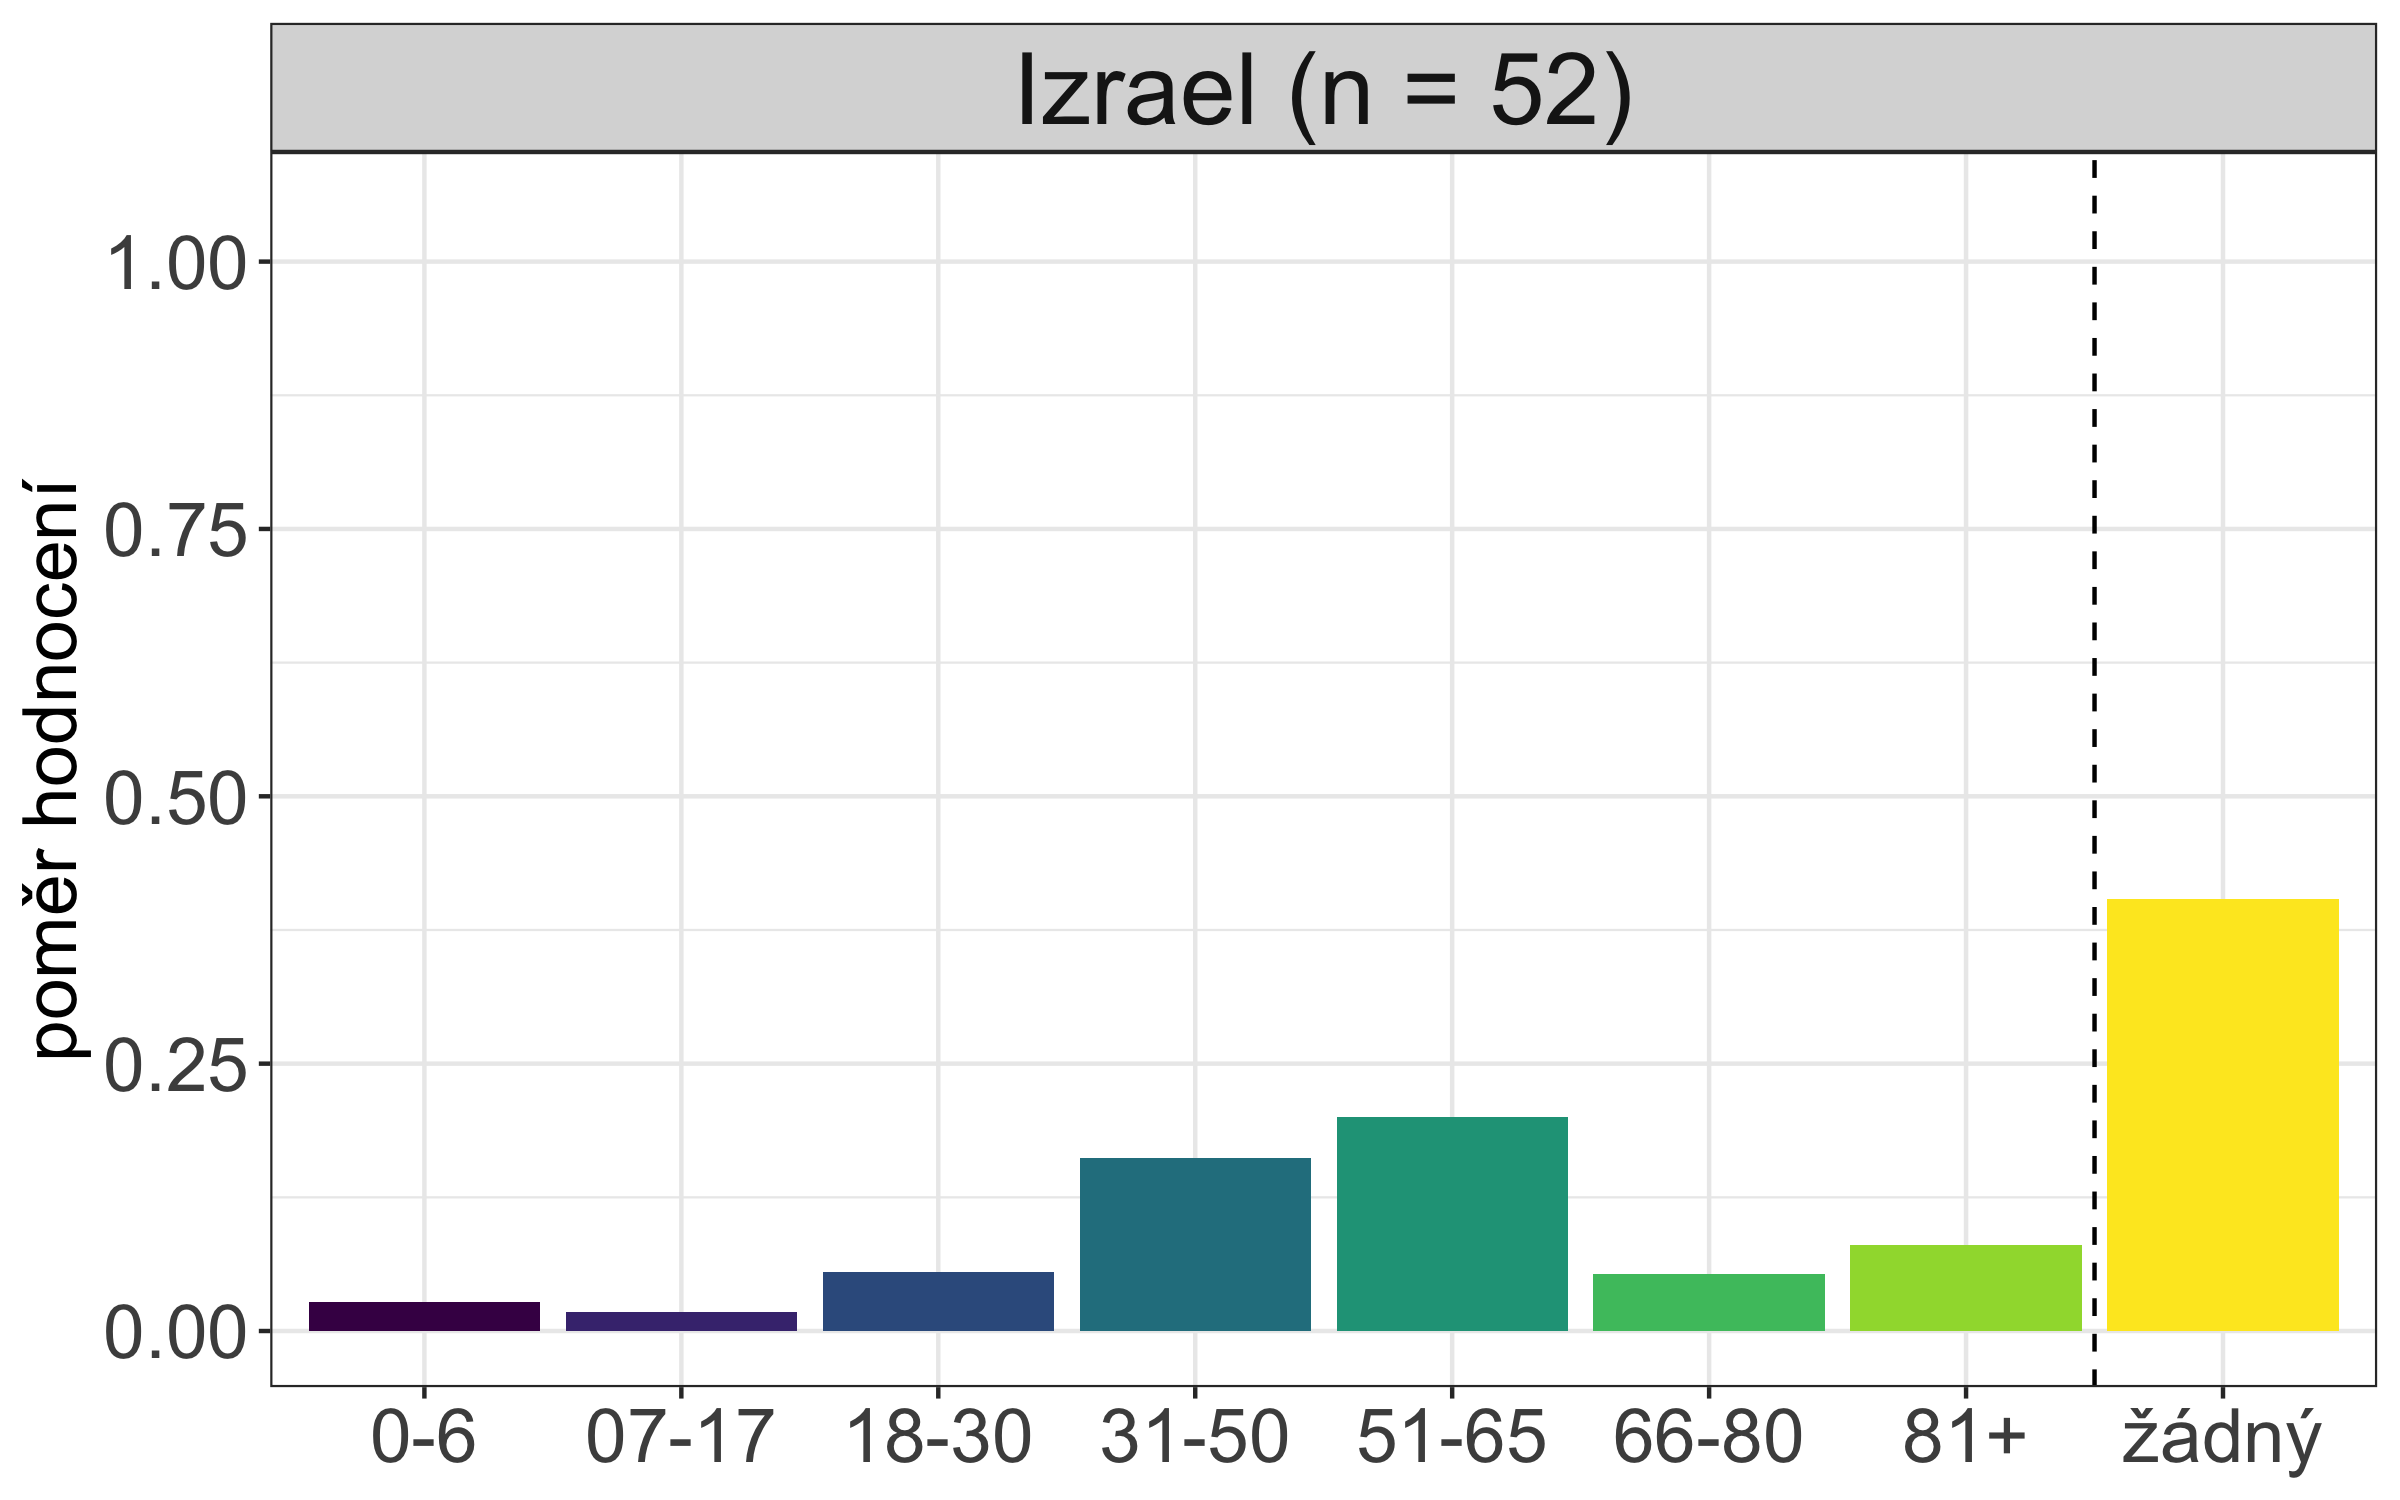 Izrael (n = 52)
poměr hodnocení
1.00
0.75
0.50
0.25
0.00
0-6 07-17 18-30 31-50 51-65 66-80 81+ žádný